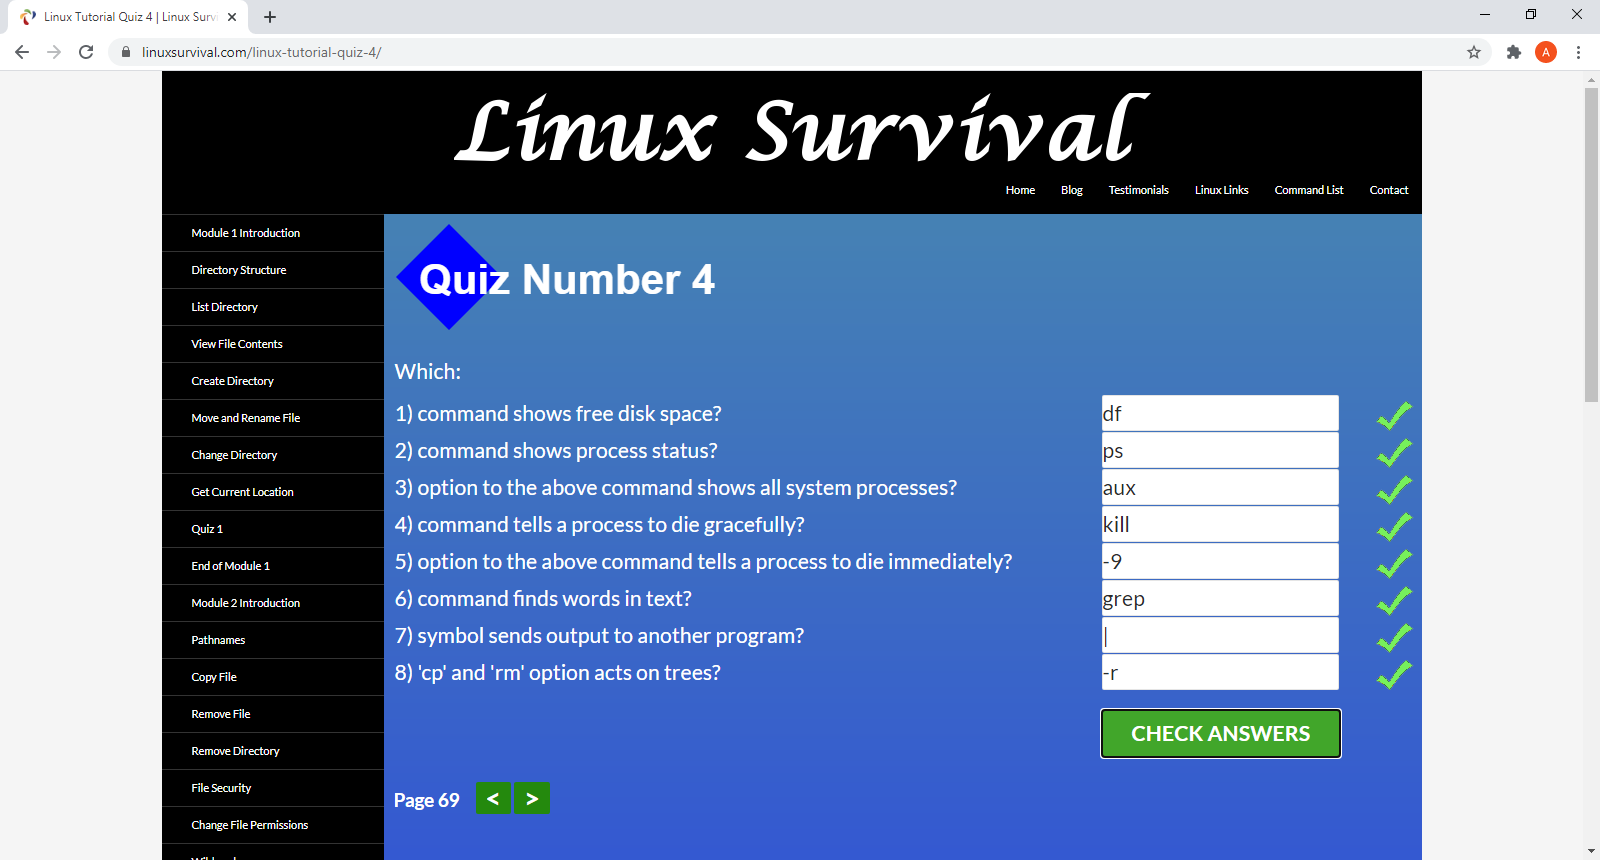 Linux Tutorial Quiz 4 | Linux Surv
linuxsurvival.com/linux-tutorial-quiz-4/
A
Linux Survival
Home Blog Testimonials Linux Links Command List Contact
Module 1 Introduction
Directory Structure
List Directory
View File Contents
Create Directory
Move and Rename File
Change Directory
Get Current Location
Quiz 1
End of Module 1
Module 2 Introduction
Pathnames
Copy File
Remove File
Remove Directory
File Security
Change File Permissions
Quiz Number 4
Which:
1) command shows free disk space? df
2) command shows process status? ps
3) option to the above command shows all system processes? aux
4) command tells a process to die gracefully? kill
5) option to the above command tells a process to die immediately? -9
6) command finds words in text? grep
7) symbol sends output to another program? |
8) 'cp' and 'rm' option acts on trees? -r
CHECK ANSWERS
Page 69 < >